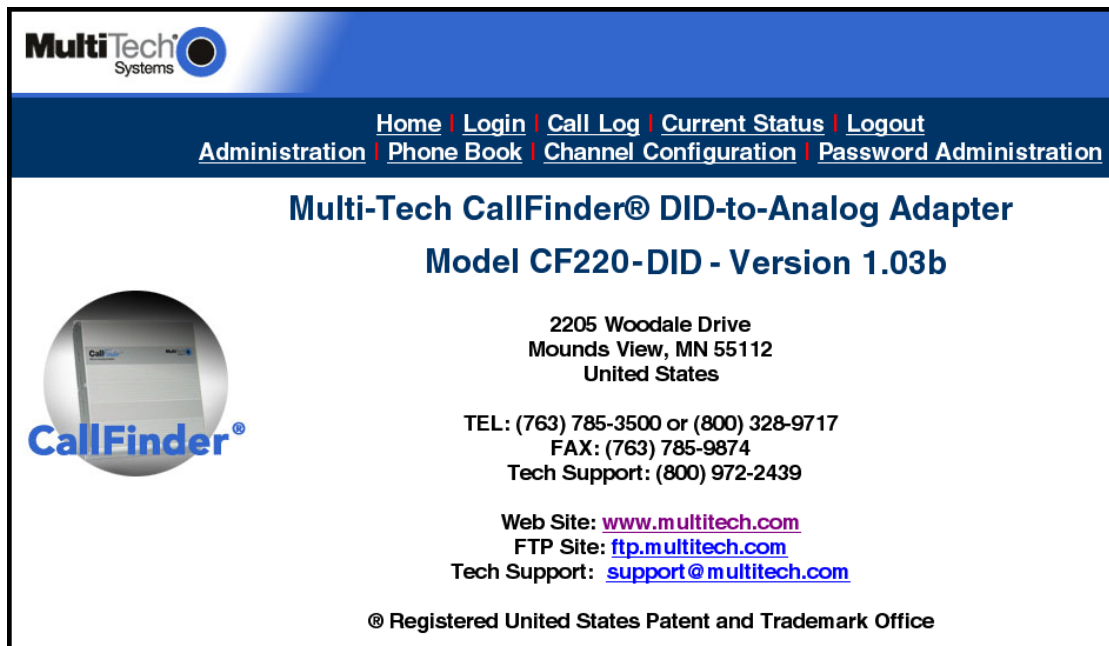 MultiTech
Systems
Home | Login | Call Log | Current Status | Logout
Administration | Phone Book | Channel Configuration | Password Administration
Multi-Tech CallFinder® DID-to-Analog Adapter
Model CF220-DID - Version 1.03b
2205 Woodale Drive
Mounds View, MN 55112
United States
TEL: (763) 785-3500 or (800) 328-9717
FAX: (763) 785-9874
Tech Support: (800) 972-2439
CallFinder
MultiTech
CallFinder®
Web Site: www.multitech.com
FTP Site: ftp.multitech.com
Tech Support: support@multitech.com
® Registered United States Patent and Trademark Office